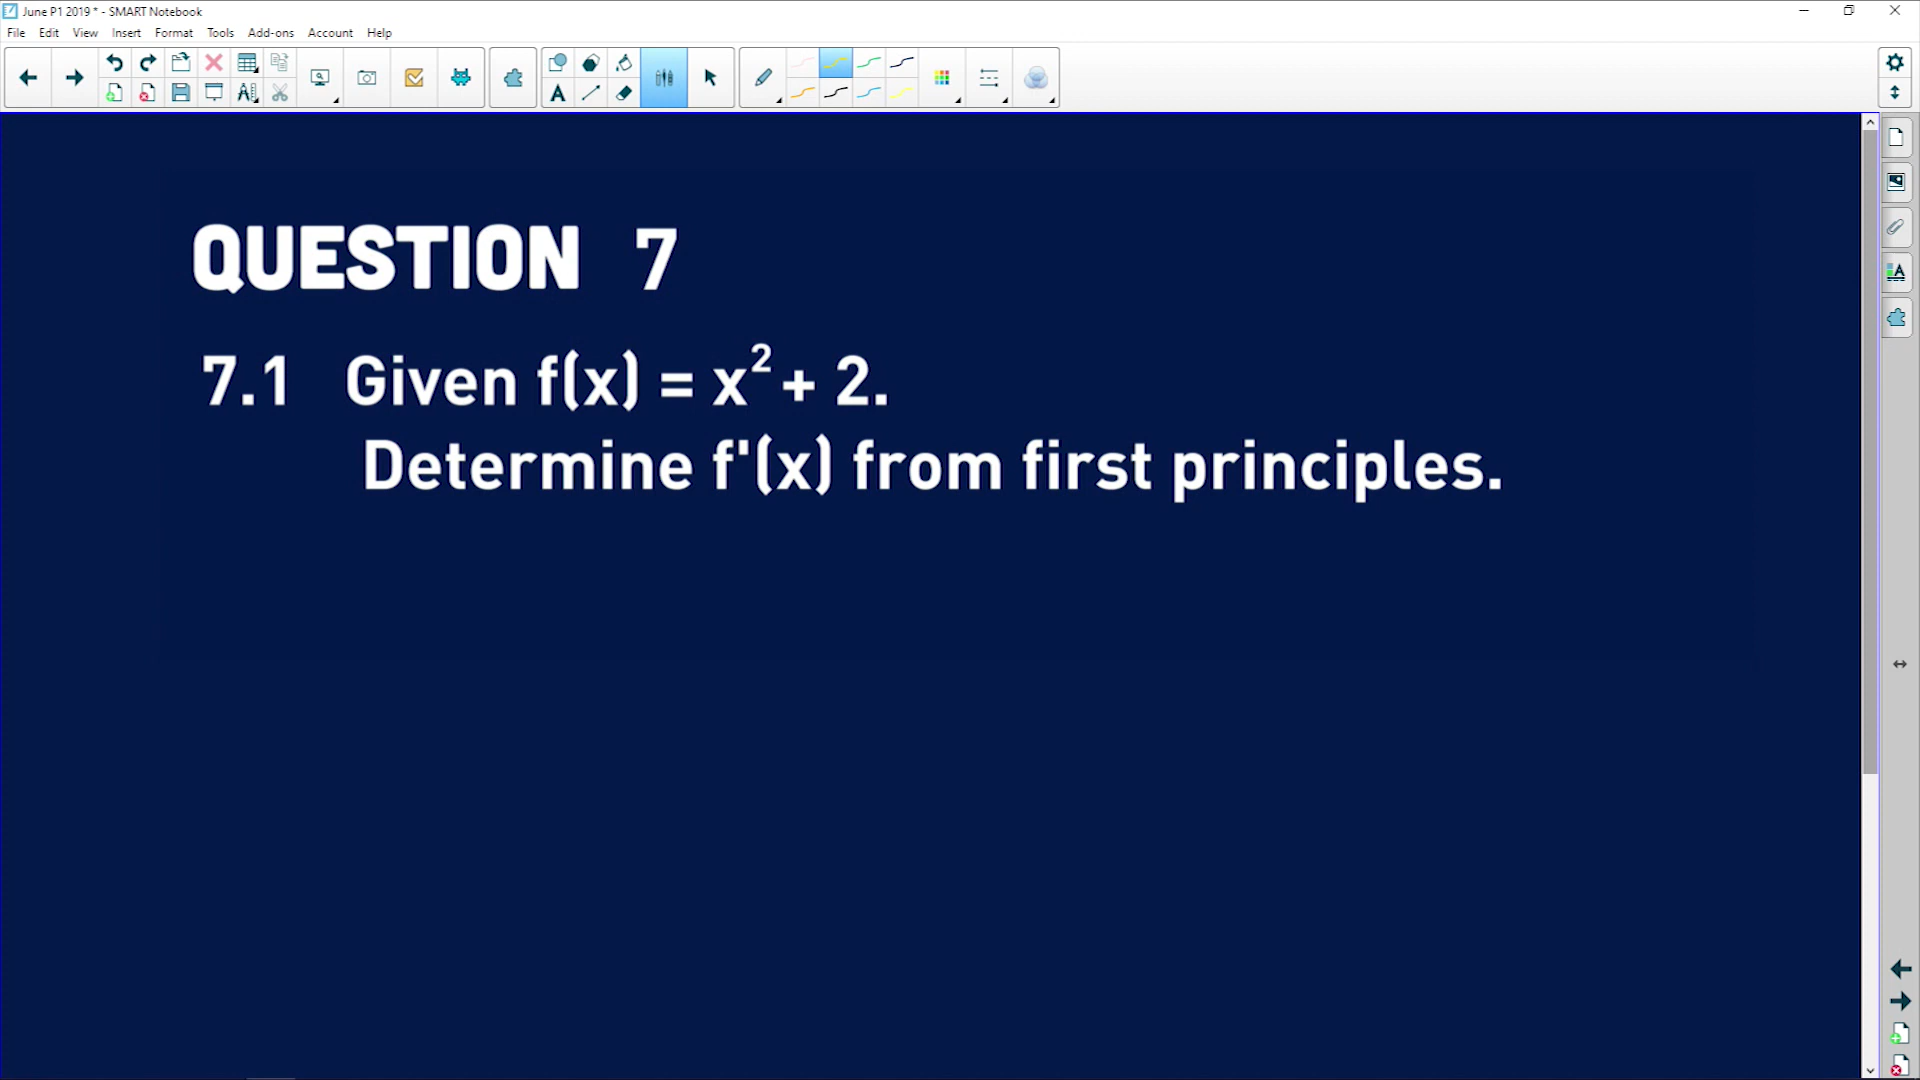 June P1 2019 * - SMART Notebook
File Edit View Insert Format Tools Add-ons Account Help
QUESTION 7
7.1 Given f(x) = x² + 2.
Determine f'(x) from first principles.